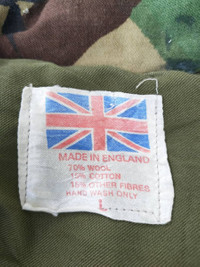 MADE IN ENGLAND
70% WOOL
15% COTTON
15% OTHER FIBRES
HAND WASH ONLY
L